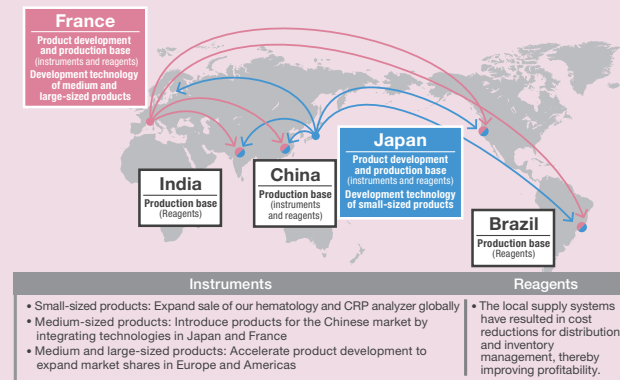 France
Product development
and production base
(instruments and reagents)
Development technology
of medium and
large-sized products
India
Production base
(Reagents)
China
Production base
(instruments
and reagents)
Japan
Product development
and production base
(instruments and reagents)
Development technology
of small-sized products
Brazil
Production base
(Reagents)
Instruments
• Small-sized products: Expand sale of our hematology and CRP analyzer globally
• Medium-sized products: Introduce products for the Chinese market by
integrating technologies in Japan and France
• Medium and large-sized products: Accelerate product development to
expand market shares in Europe and Americas
Reagents
• The local supply systems
have resulted in cost
reductions for distribution
and inventory
management, thereby
improving profitability.